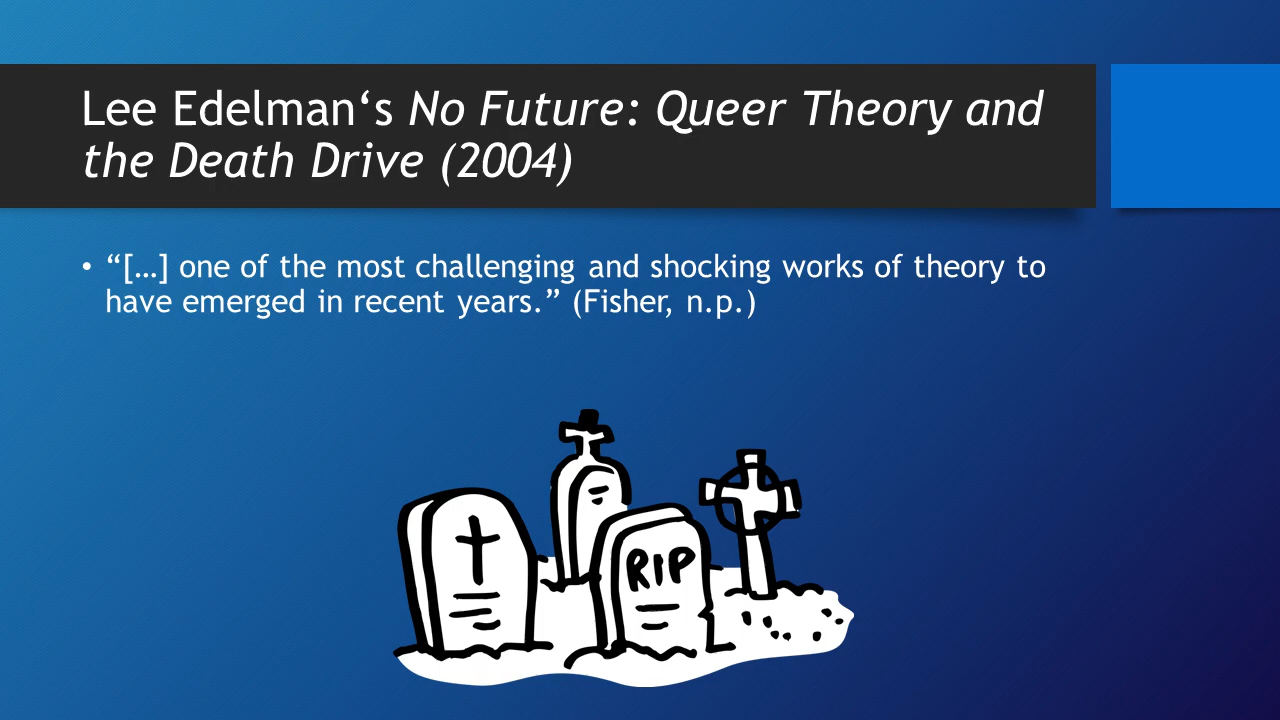 Lee Edelman‘s No Future: Queer Theory and
the Death Drive (2004)
• “[…] one of the most challenging and shocking works of theory to
have emerged in recent years.” (Fisher, n.p.)
RIP